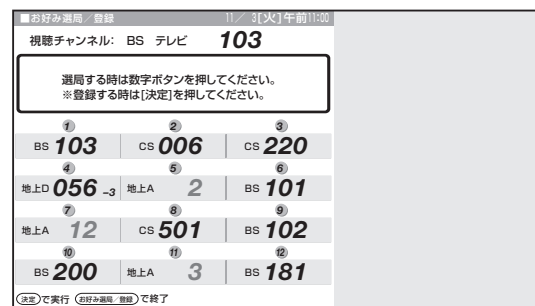 ■お好み選局／登録 11／ 3[火]午前11:00
視聴チャンネル: BS テレビ 103
選局する時は数字ボタンを押してください。
※登録する時は[決定]を押してください。
1 2 3
BS 103 CS 006 CS 220
4 5 6
地上D 056 -3 地上A 2 BS 101
7 8 9
地上A 12 CS 501 BS 102
10 11 12
BS 200 地上A 3 BS 181
決定で実行 お好み選局／登録で終了